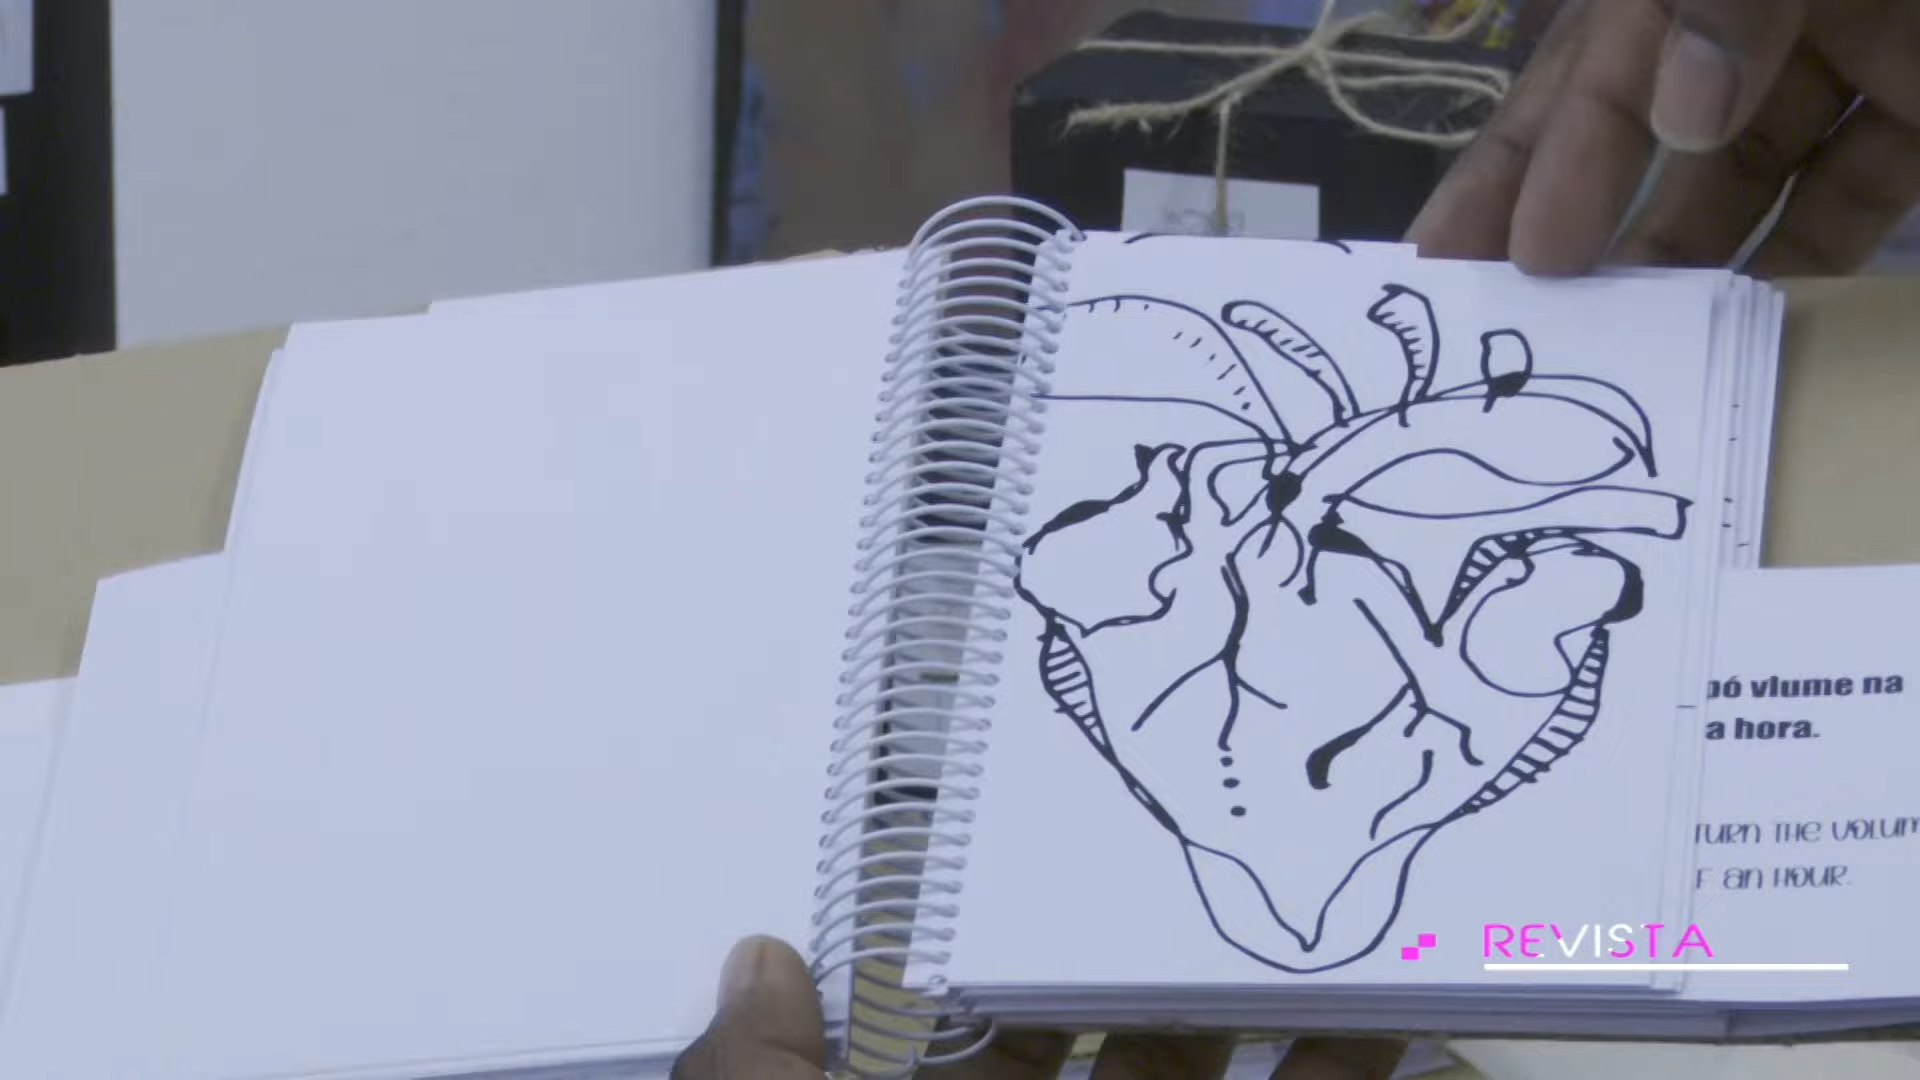 pó vlume na
a hora.
TURN THE VOLUM
F AN HOUR.
REVISTA